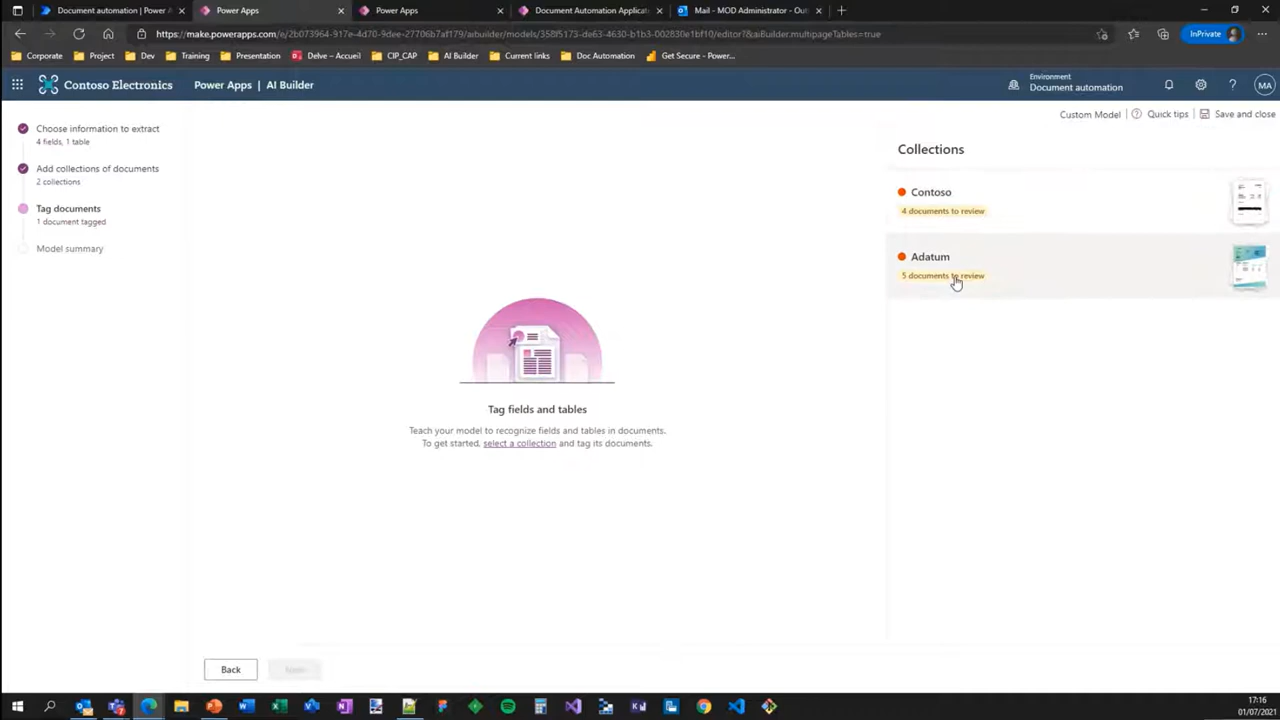 Document automation | Power A
Power Apps
Power Apps
Document Automation Applicat
Mail - MOD Administrator - Out
https://make.powerapps.com/e/2b073964-917e-4d70-9dee-27706b7af179/aibuilder/models/358f5173-de63-4630-b1b3-002830e1bf10/editor?&aiBuilder.multipageTables=true
InPrivate
Corporate
Project
Dev
Training
Presentation
Delve – Accueil
CIP_CAP
AI Builder
Current links
Doc Automation
Get Secure - Power...
Contoso Electronics
Power Apps | AI Builder
Environment
Document automation
MA
Custom Model
Quick tips
Save and close
Choose information to extract
4 fields, 1 table
Add collections of documents
2 collections
Tag documents
1 document tagged
Model summary
Collections
Contoso
4 documents to review
Adatum
5 documents to review
Tag fields and tables
Teach your model to recognize fields and tables in documents.
To get started, select a collection and tag its documents.
Back
Next
17:16
01/07/2021